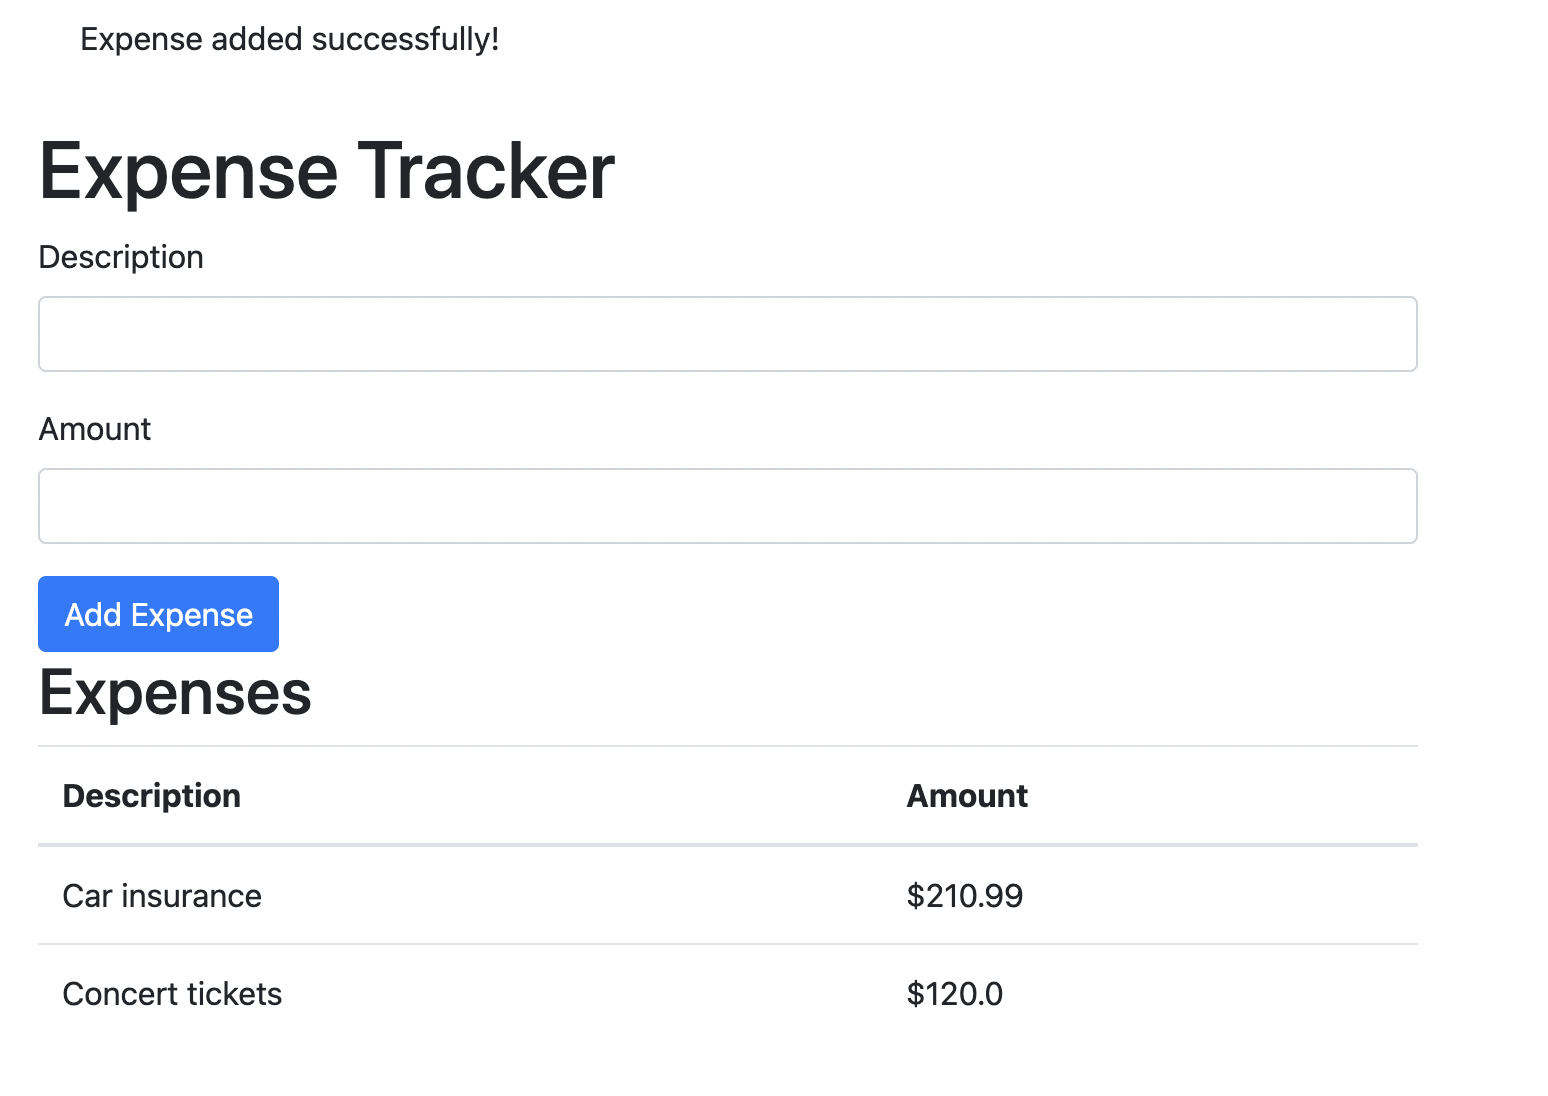 Expense added successfully!
Expense Tracker
Description
Amount
Add Expense
Expenses
Description Amount
Car insurance $210.99
Concert tickets $120.0